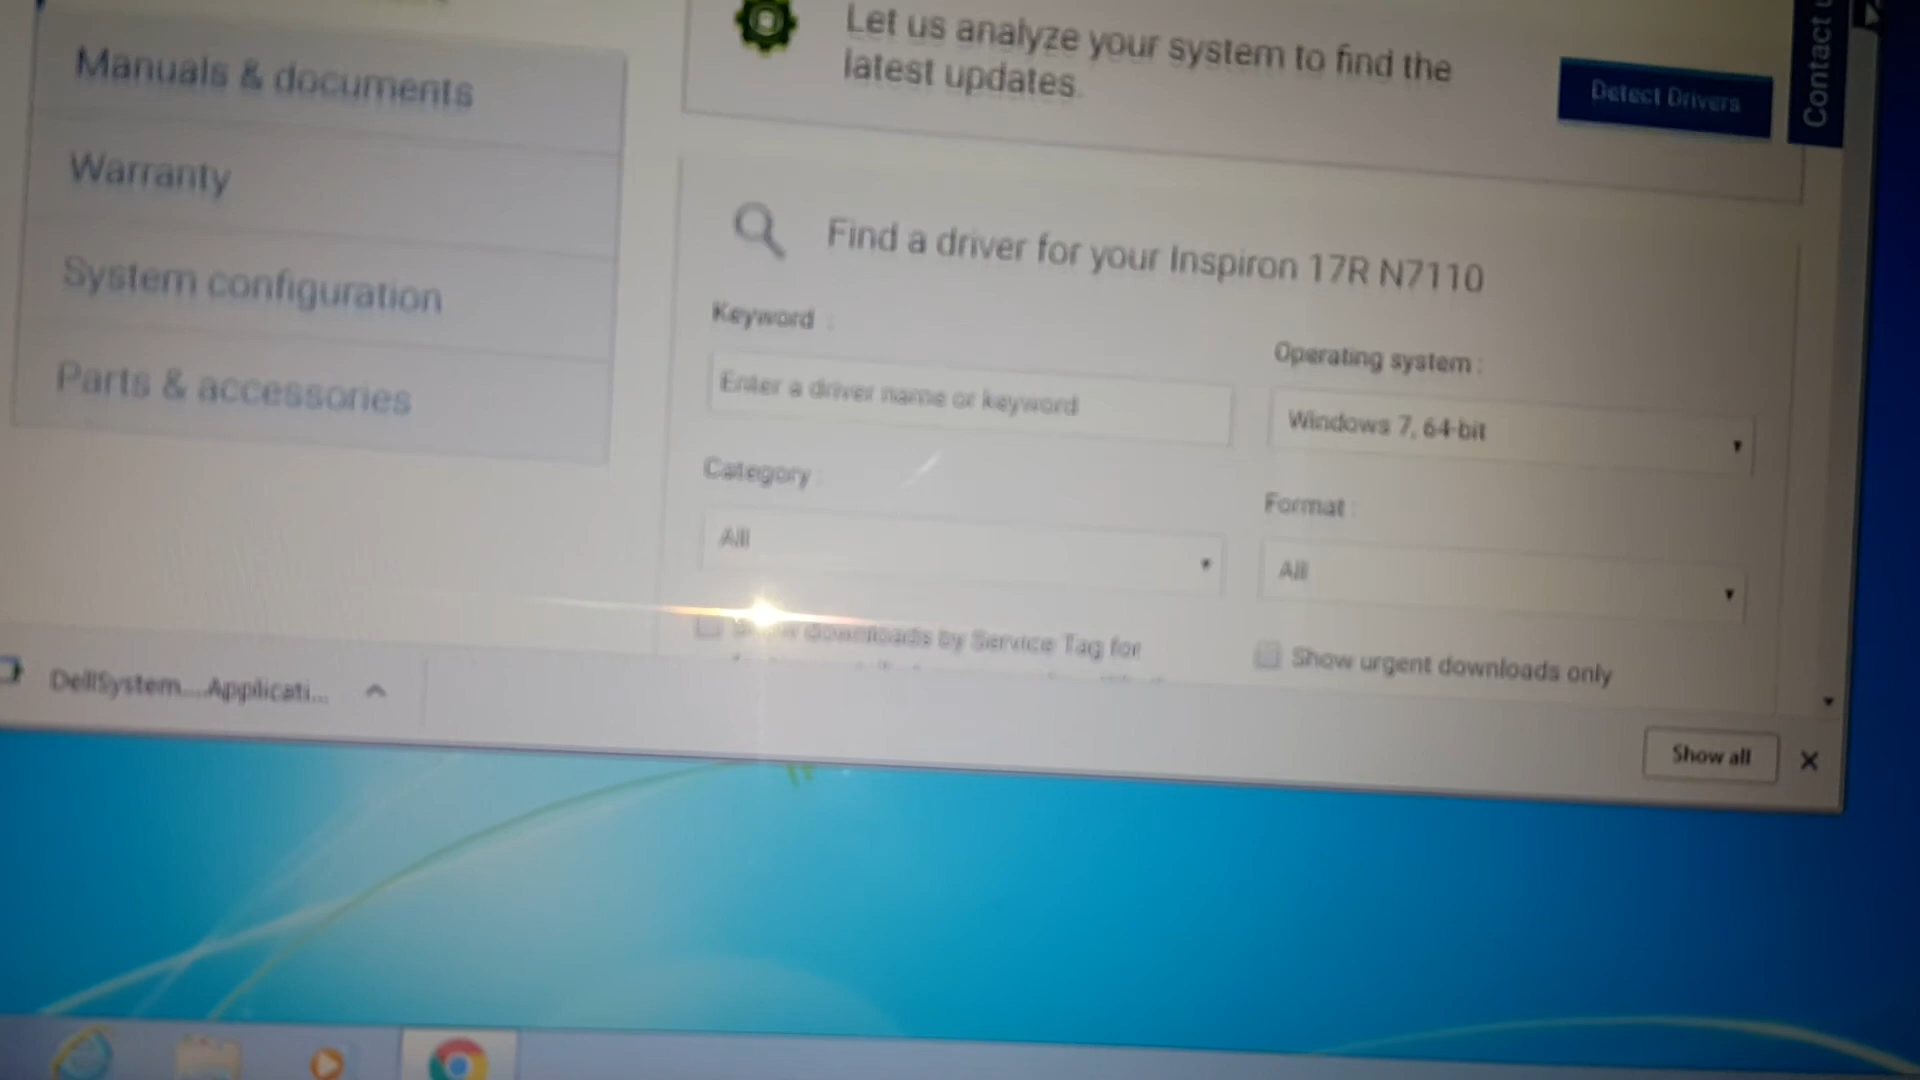 Let us analyze your system to find the
latest updates.
Detect Drivers
Contact
Manuals & documents
Warranty
System configuration
Parts & accessories
Find a driver for your Inspiron 17R N7110
Keyword :
Enter a driver name or keyword
Operating system :
Windows 7, 64-bit
Category :
All
Format :
All
downloads by Service Tag for
Show urgent downloads only
DellSystem....Applicati...
Show all